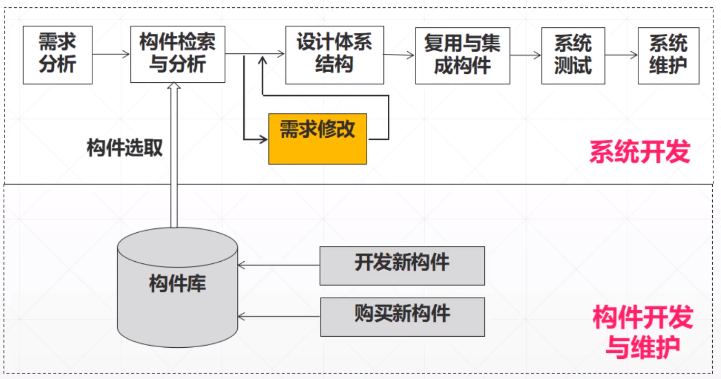 需求
分析
构件检索
与分析
设计体系
结构
复用与集
成构件
系统
测试
系统
维护
需求修改
构件选取
系统开发
构件库
开发新构件
购买新构件
构件开发
与维护